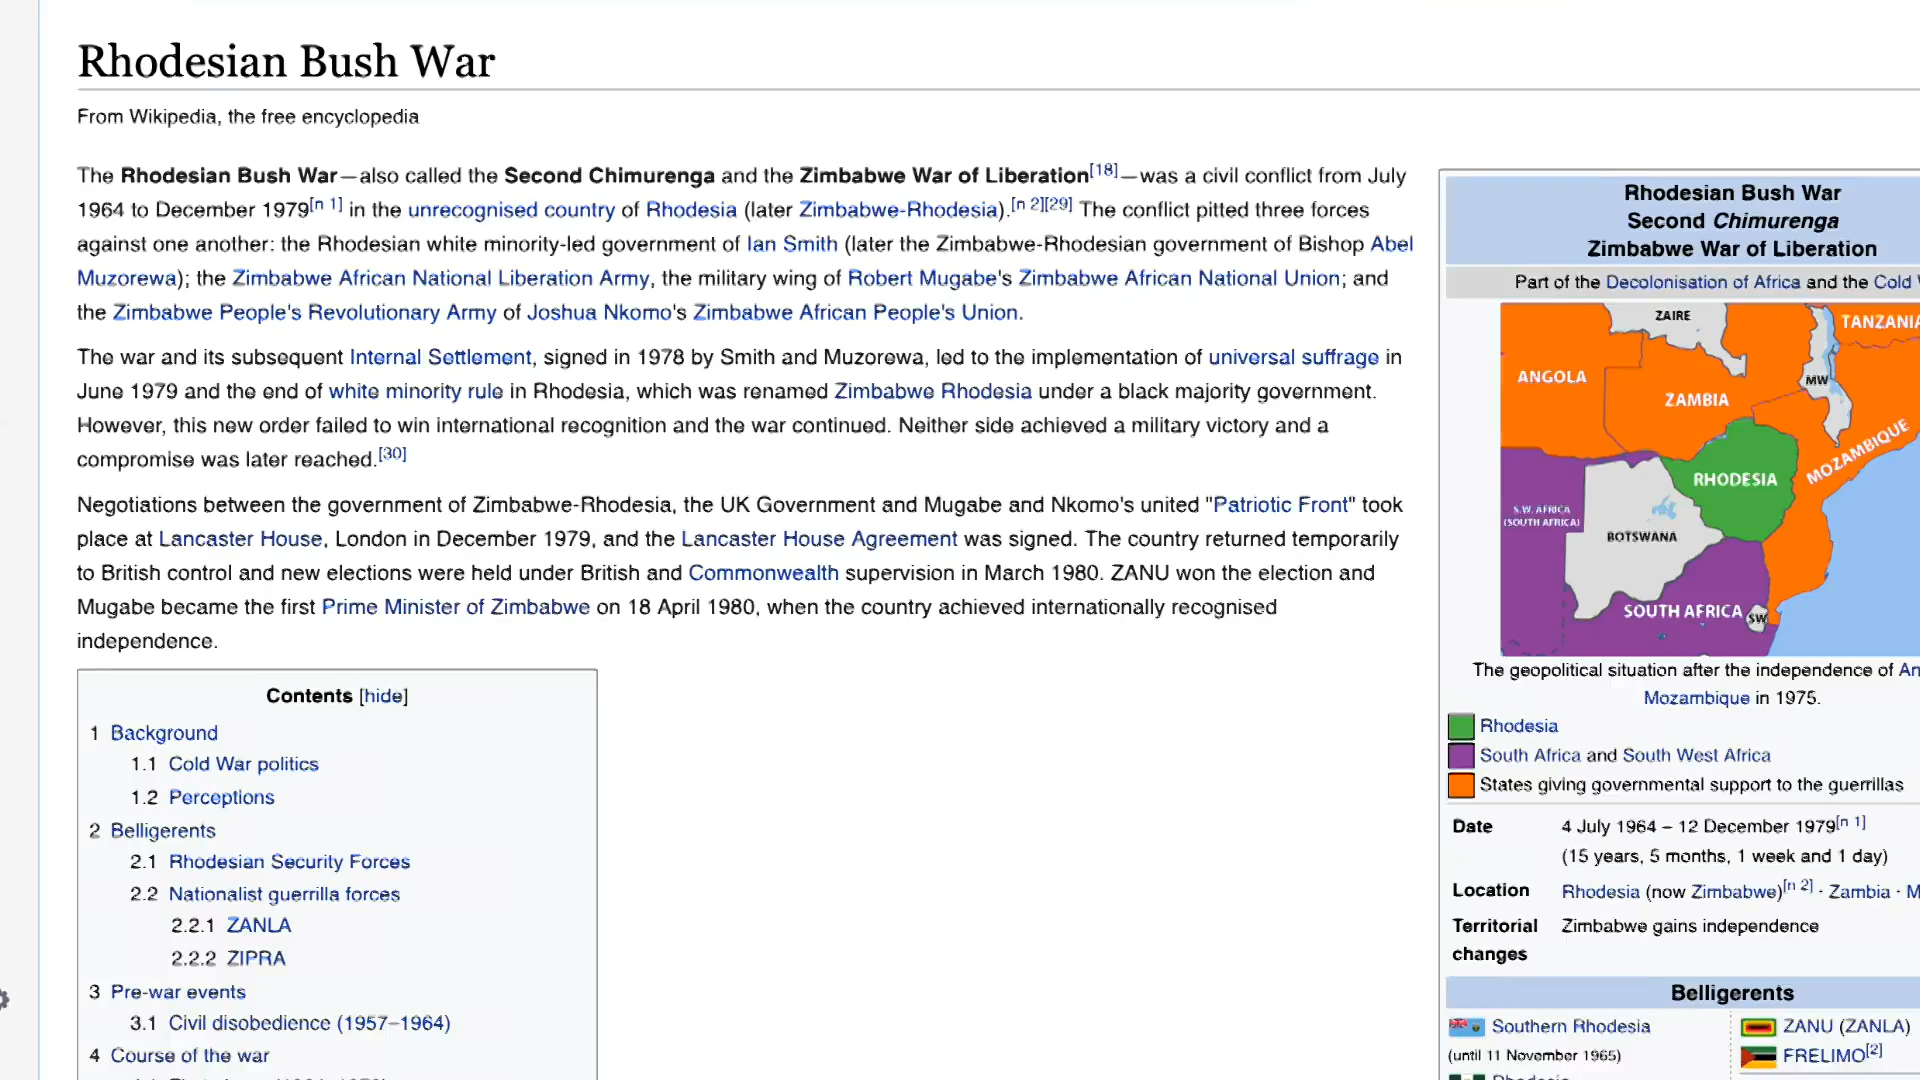 Rhodesian Bush War
From Wikipedia, the free encyclopedia
The Rhodesian Bush War—also called the Second Chimurenga and the Zimbabwe War of Liberation[18]—was a civil conflict from July
1964 to December 1979[n 1] in the unrecognised country of Rhodesia (later Zimbabwe-Rhodesia).[n 2][29] The conflict pitted three forces
against one another: the Rhodesian white minority-led government of Ian Smith (later the Zimbabwe-Rhodesian government of Bishop Abel
Muzorewa); the Zimbabwe African National Liberation Army, the military wing of Robert Mugabe's Zimbabwe African National Union; and
the Zimbabwe People's Revolutionary Army of Joshua Nkomo's Zimbabwe African People's Union.
The war and its subsequent Internal Settlement, signed in 1978 by Smith and Muzorewa, led to the implementation of universal suffrage in
June 1979 and the end of white minority rule in Rhodesia, which was renamed Zimbabwe Rhodesia under a black majority government.
However, this new order failed to win international recognition and the war continued. Neither side achieved a military victory and a
compromise was later reached.[30]
Negotiations between the government of Zimbabwe-Rhodesia, the UK Government and Mugabe and Nkomo's united "Patriotic Front" took
place at Lancaster House, London in December 1979, and the Lancaster House Agreement was signed. The country returned temporarily
to British control and new elections were held under British and Commonwealth supervision in March 1980. ZANU won the election and
Mugabe became the first Prime Minister of Zimbabwe on 18 April 1980, when the country achieved internationally recognised
independence.
Contents [hide]
1 Background
1.1 Cold War politics
1.2 Perceptions
2 Belligerents
2.1 Rhodesian Security Forces
2.2 Nationalist guerrilla forces
2.2.1 ZANLA
2.2.2 ZIPRA
3 Pre-war events
3.1 Civil disobedience (1957–1964)
4 Course of the war
Rhodesian Bush War
Second Chimurenga
Zimbabwe War of Liberation
Part of the Decolonisation of Africa and the Cold
ZAIRE
TANZANIA
ANGOLA
MW
ZAMBIA
MOZAMBIQUE
RHODESIA
S.W. AFRICA
(SOUTH AFRICA)
BOTSWANA
SOUTH AFRICA
SW
The geopolitical situation after the independence of An
Mozambique in 1975.
Rhodesia
South Africa and South West Africa
States giving governmental support to the guerrillas
Date 4 July 1964 – 12 December 1979[n 1]
(15 years, 5 months, 1 week and 1 day)
Location Rhodesia (now Zimbabwe)[n 2] · Zambia · M
Territorial Zimbabwe gains independence
changes
Belligerents
Southern Rhodesia ZANU (ZANLA)
(until 11 November 1965) FRELIMO[2]
Rhodesia